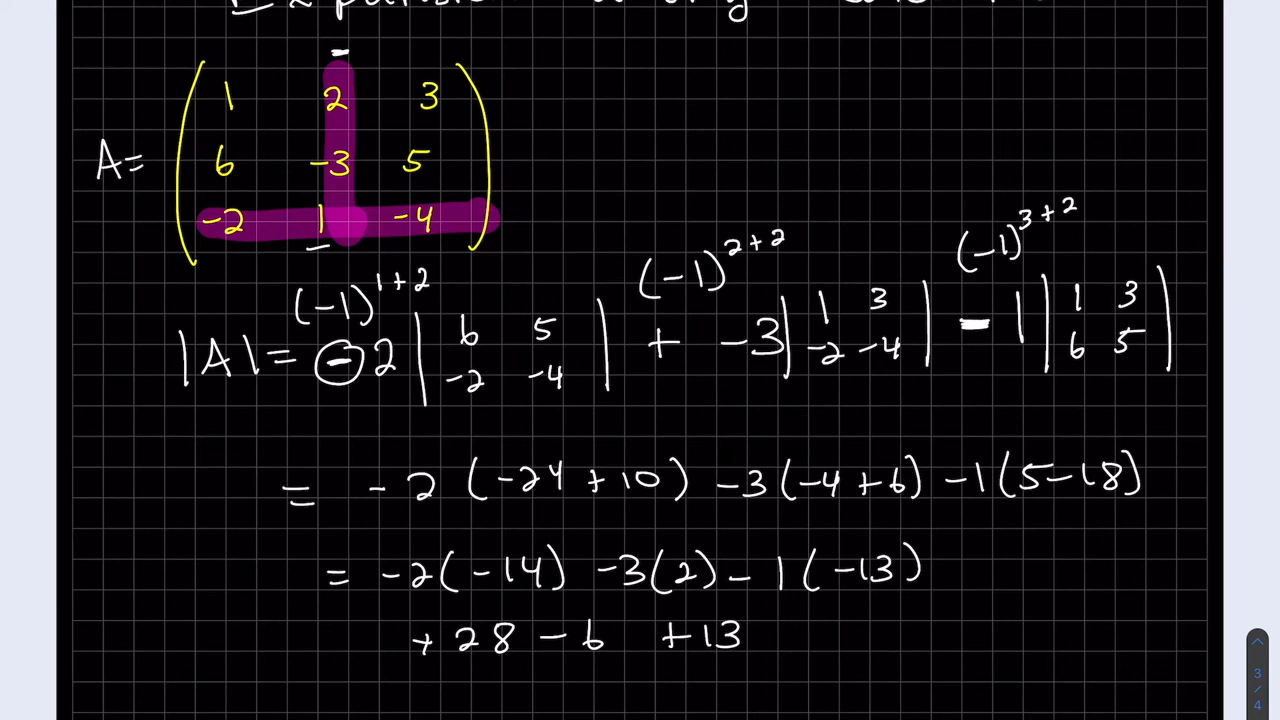 A= ( 1 2 3
6 -3 5
-2 1 -4 )
|A|= (-1)^{1+2} - 2 | 6 5 ; -2 -4 | (-1)^{2+2} + -3 | 1 3 ; -2 -4 | (-1)^{3+2} - 1 | 1 3 ; 6 5 |
= -2 (-24+10) -3(-4+6) -1(5-18)
= -2(-14) -3(2) - 1(-13)
+28 - 6 +13
3 / 4